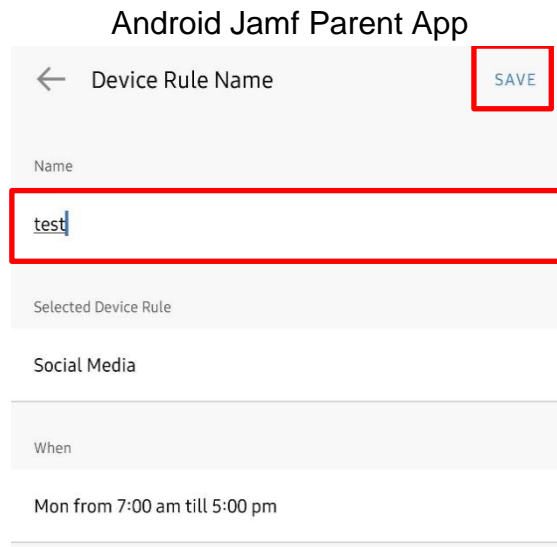 Android Jamf Parent App
Device Rule Name
SAVE
Name
test
Selected Device Rule
Social Media
When
Mon from 7:00 am till 5:00 pm